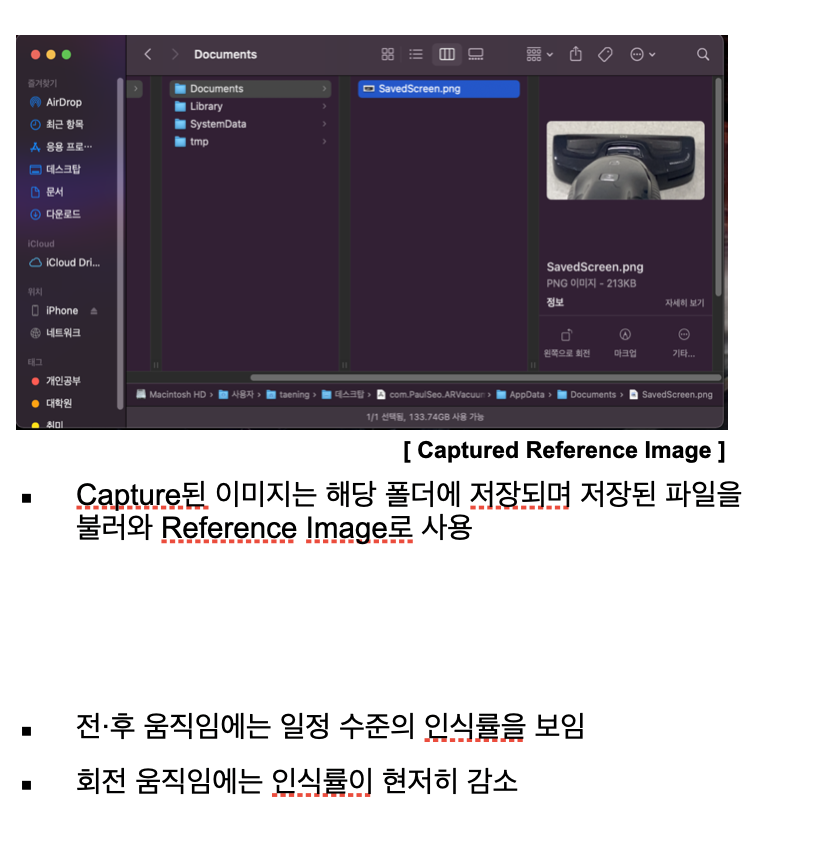 Documents
즐겨찾기
AirDrop
최근 항목
응용 프로…
데스크탑
문서
다운로드
iCloud
iCloud Dri...
위치
iPhone
네트워크
태그
개인공부
대학원
취미
Documents
Library
SystemData
tmp
SavedScreen.png
SavedScreen.png
PNG 이미지 - 213KB
정보 자세히 보기
왼쪽으로 회전 마크업 기타...
Macintosh HD › 사용자 › taening › 데스크탑 › com.PaulSeo.ARVacuu › AppData › Documents › SavedScreen.png
1/1 선택됨, 133.74GB 사용 가능
[ Captured Reference Image ]
▪ Capture된 이미지는 해당 폴더에 저장되며 저장된 파일을
불러와 Reference Image로 사용
▪ 전·후 움직임에는 일정 수준의 인식률을 보임
▪ 회전 움직임에는 인식률이 현저히 감소